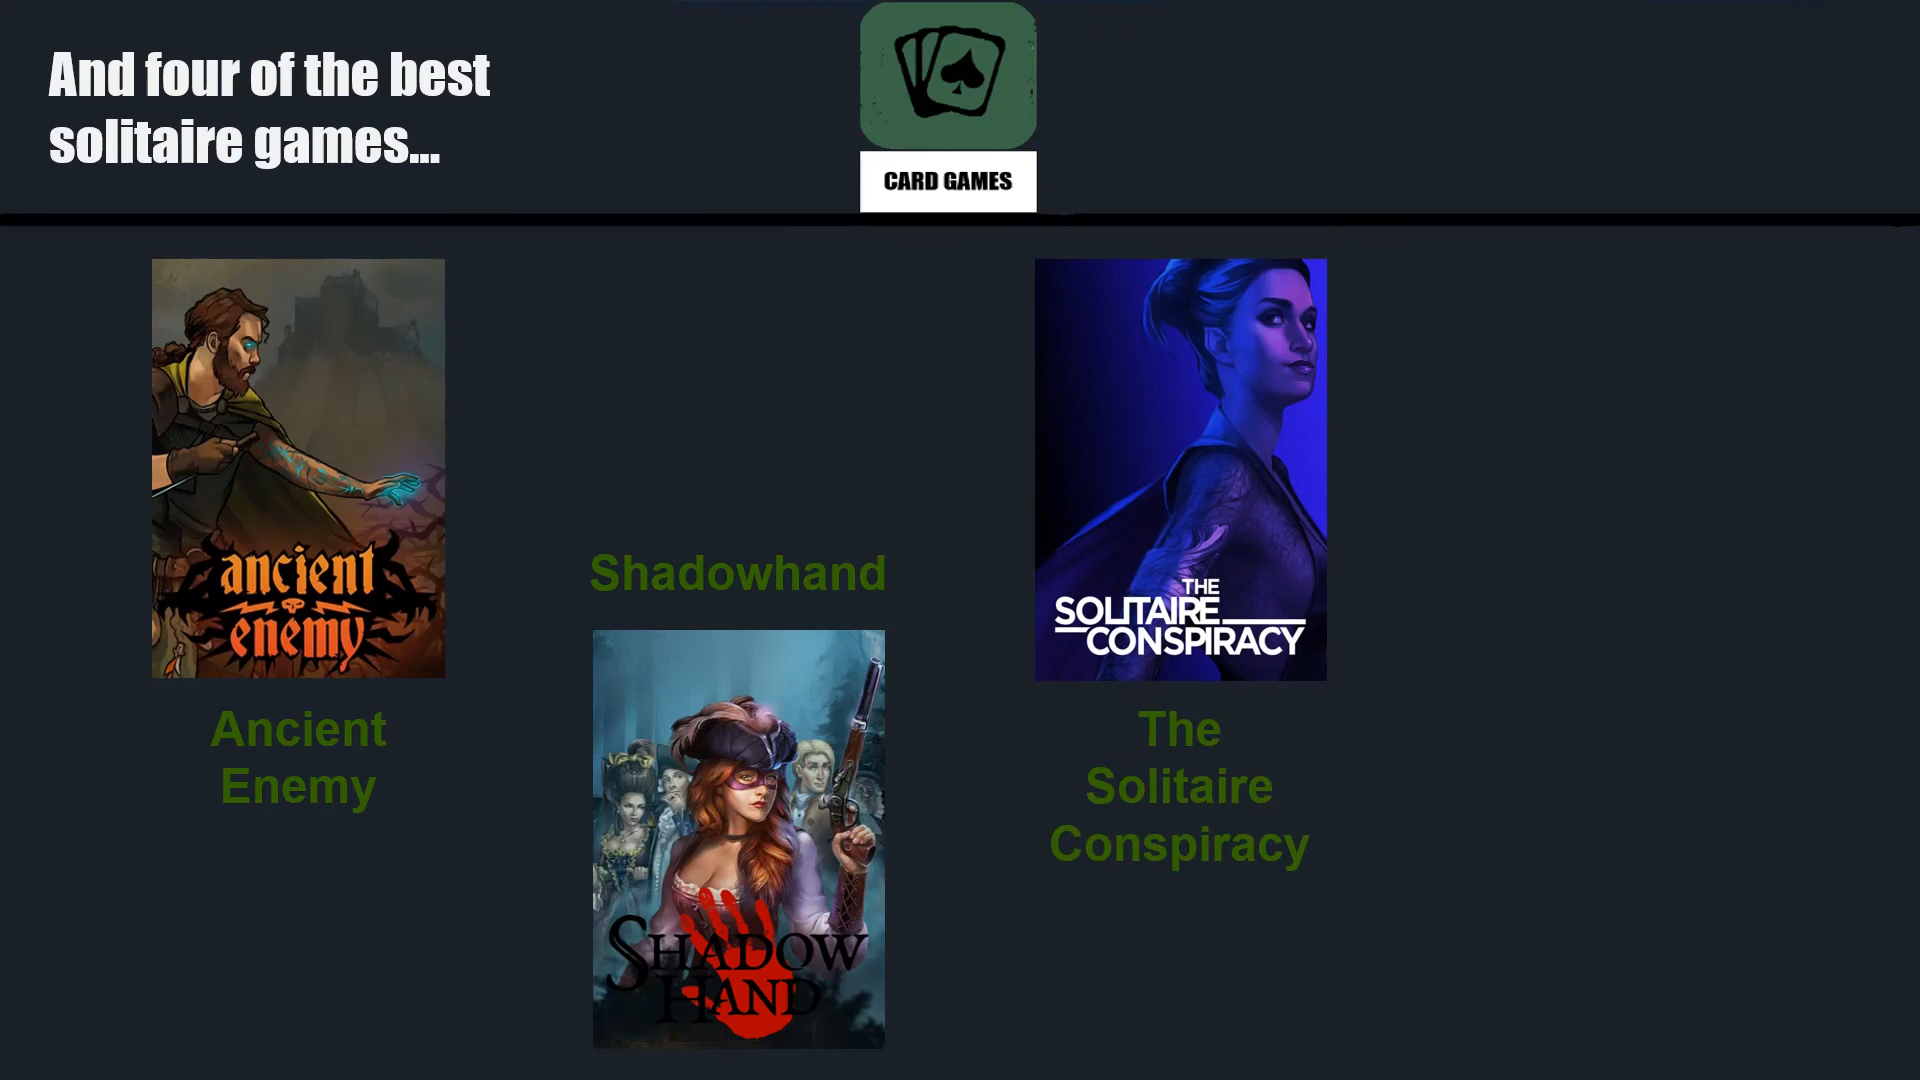 And four of the best
solitaire games...
CARD GAMES
ancient
enemy
Ancient
Enemy
Shadowhand
SHADOW
HAND
THE
SOLITAIRE
CONSPIRACY
The
Solitaire
Conspiracy